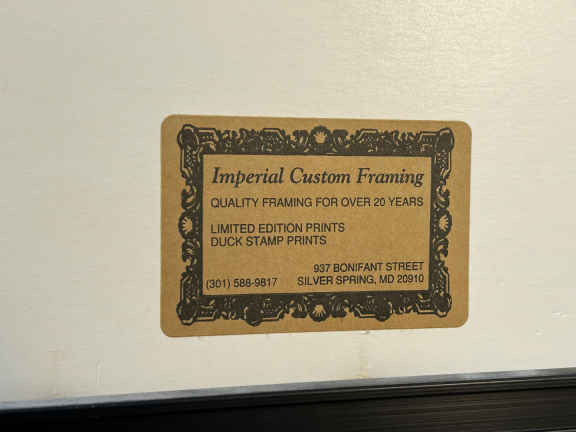 Imperial Custom Framing
QUALITY FRAMING FOR OVER 20 YEARS
LIMITED EDITION PRINTS
DUCK STAMP PRINTS
937 BONIFANT STREET
(301) 588-9817 SILVER SPRING, MD 20910